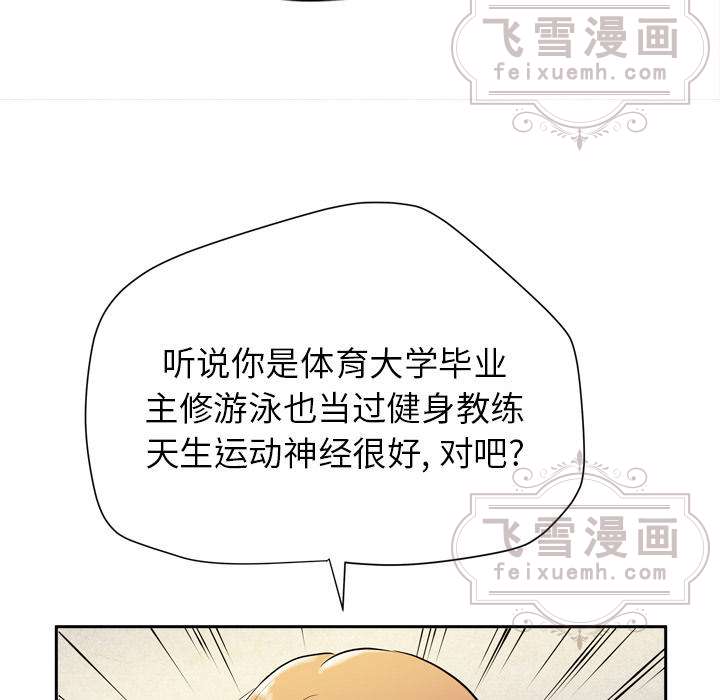 飞雪漫画
feixuemh.com
听说你是体育大学毕业
主修游泳也当过健身教练
天生运动神经很好, 对吧?
飞雪漫画
feixuemh.com